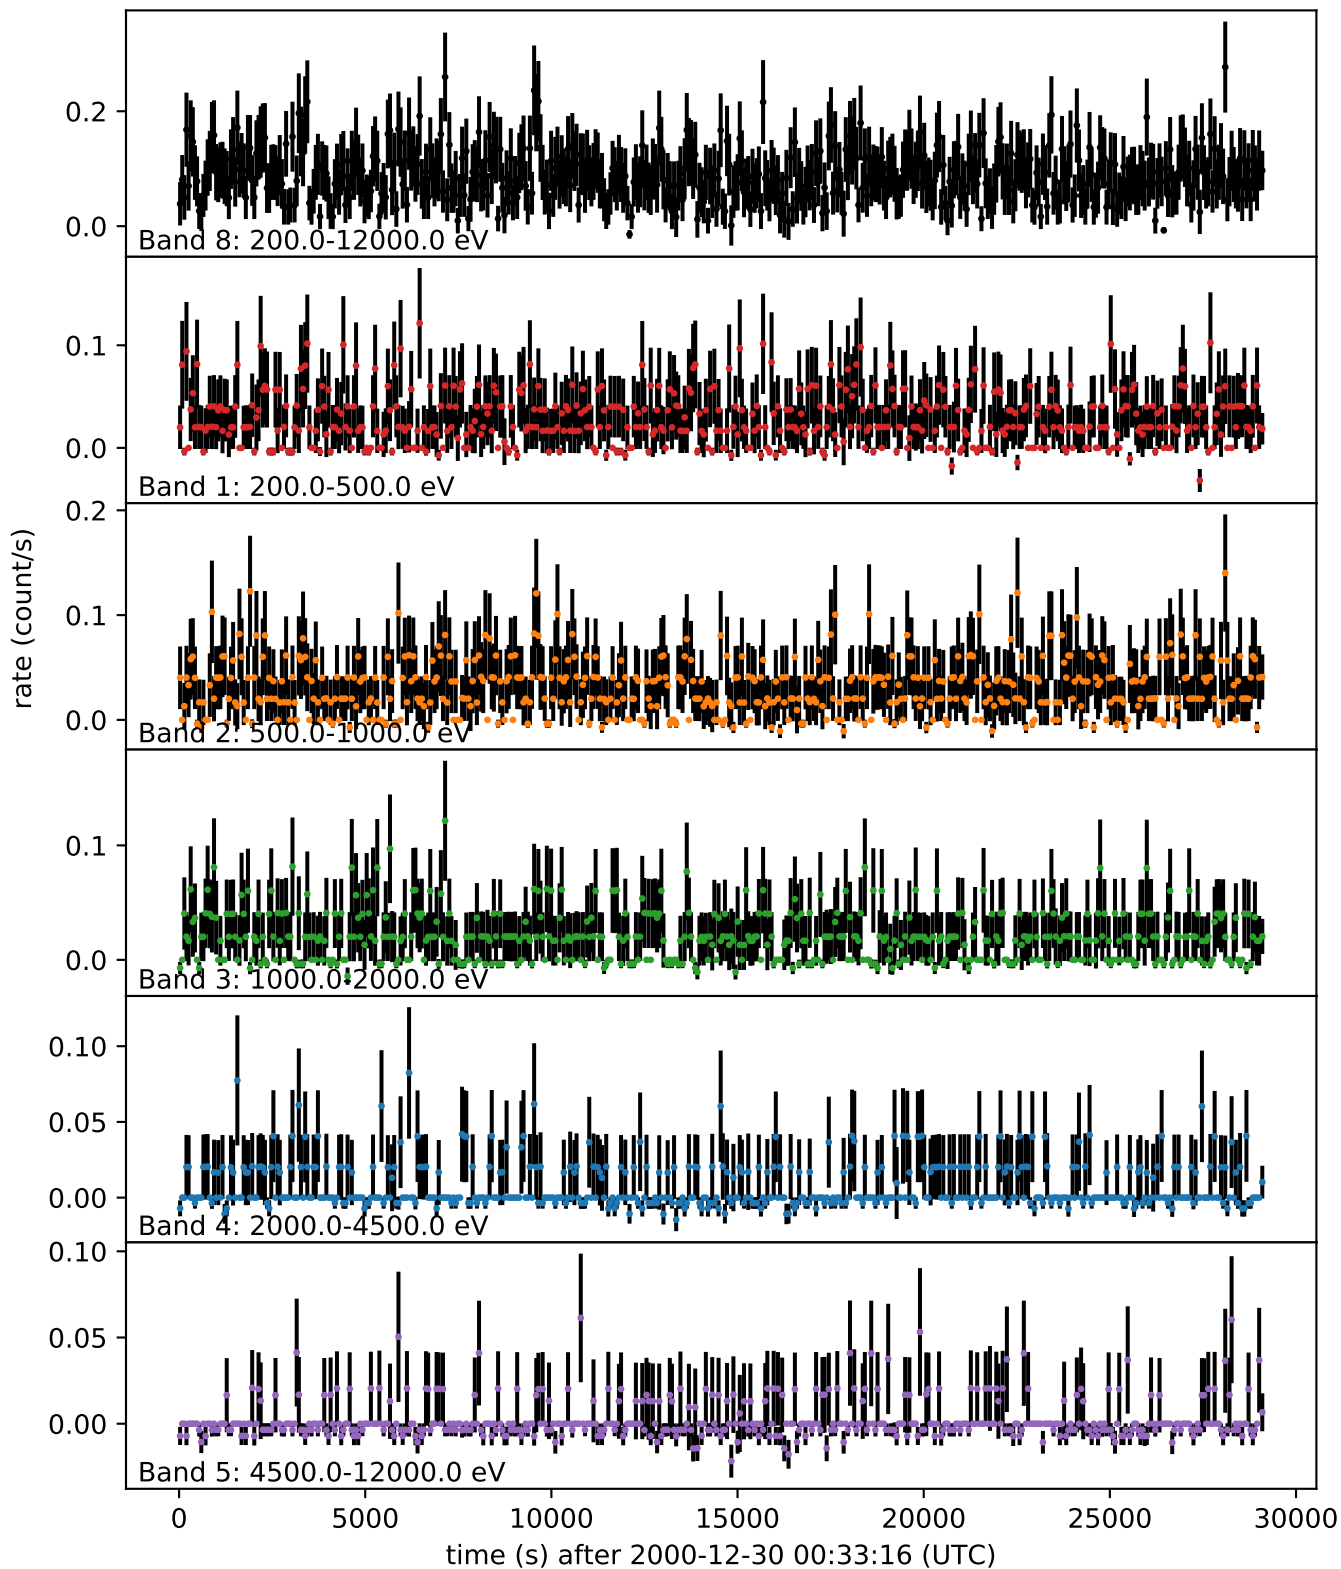 0.2
0.0
Band 8: 200.0-12000.0 eV
0.1
0.0
Band 1: 200.0-500.0 eV
rate (count/s)
0.2
0.1
0.0
Band 2: 500.0-1000.0 eV
0.1
0.0
Band 3: 1000.0-2000.0 eV
0.10
0.05
0.00
Band 4: 2000.0-4500.0 eV
0.10
0.05
0.00
Band 5: 4500.0-12000.0 eV
0 5000 10000 15000 20000 25000 30000
time (s) after 2000-12-30 00:33:16 (UTC)